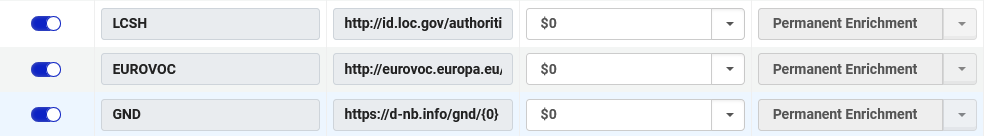 LCSH http://id.loc.gov/authoriti $0 Permanent Enrichment
EUROVOC http://eurovoc.europa.eu/ $0 Permanent Enrichment
GND https://d-nb.info/gnd/{0} $0 Permanent Enrichment